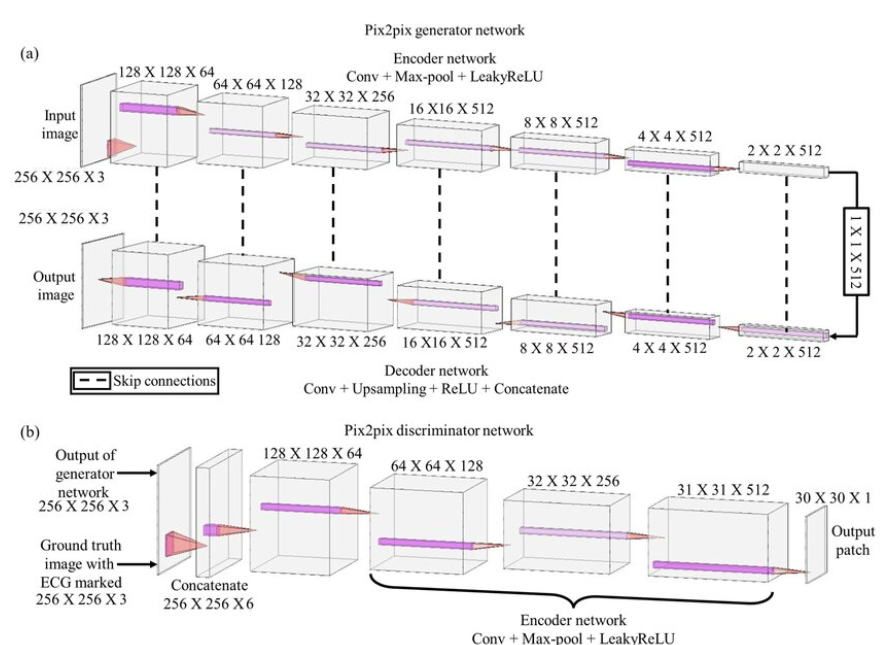 Pix2pix generator network
(a)
Encoder network
Conv + Max-pool + LeakyReLU
128 X 128 X 64
64 X 64 X 128
32 X 32 X 256
16 X16 X 512
8 X 8 X 512
4 X 4 X 512
2 X 2 X 512
Input
image
256 X 256 X 3
1 X 1 X 512
256 X 256 X 3
Output
image
128 X 128 X 64
64 X 64 128
32 X 32 X 256
16 X16 X 512
8 X 8 X 512
4 X 4 X 512
2 X 2 X 512
Decoder network
Conv + Upsampling + ReLU + Concatenate
Skip connections
(b)
Pix2pix discriminator network
Output of
generator
network
256 X 256 X 3
Ground truth
image with
ECG marked
256 X 256 X 3
Concatenate
256 X 256 X 6
128 X 128 X 64
64 X 64 X 128
32 X 32 X 256
31 X 31 X 512
30 X 30 X 1
Output
patch
Encoder network
Conv + Max-pool + LeakyReLU